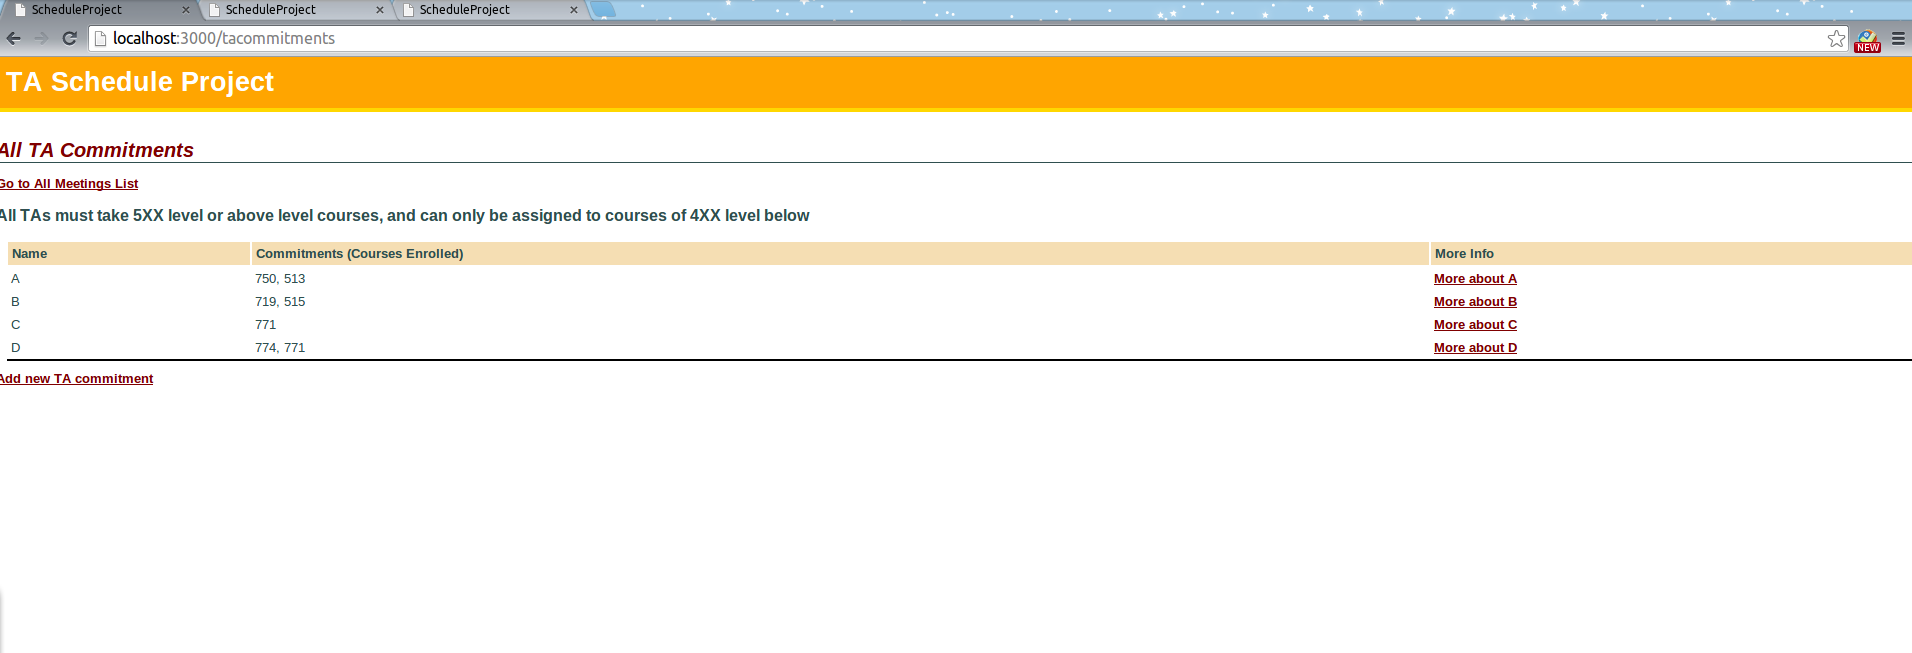 ScheduleProject ScheduleProject ScheduleProject
localhost:3000/tacommitments NEW
TA Schedule Project
All TA Commitments
Go to All Meetings List
All TAs must take 5XX level or above level courses, and can only be assigned to courses of 4XX level below
Name Commitments (Courses Enrolled) More Info
A 750, 513 More about A
B 719, 515 More about B
C 771 More about C
D 774, 771 More about D
Add new TA commitment